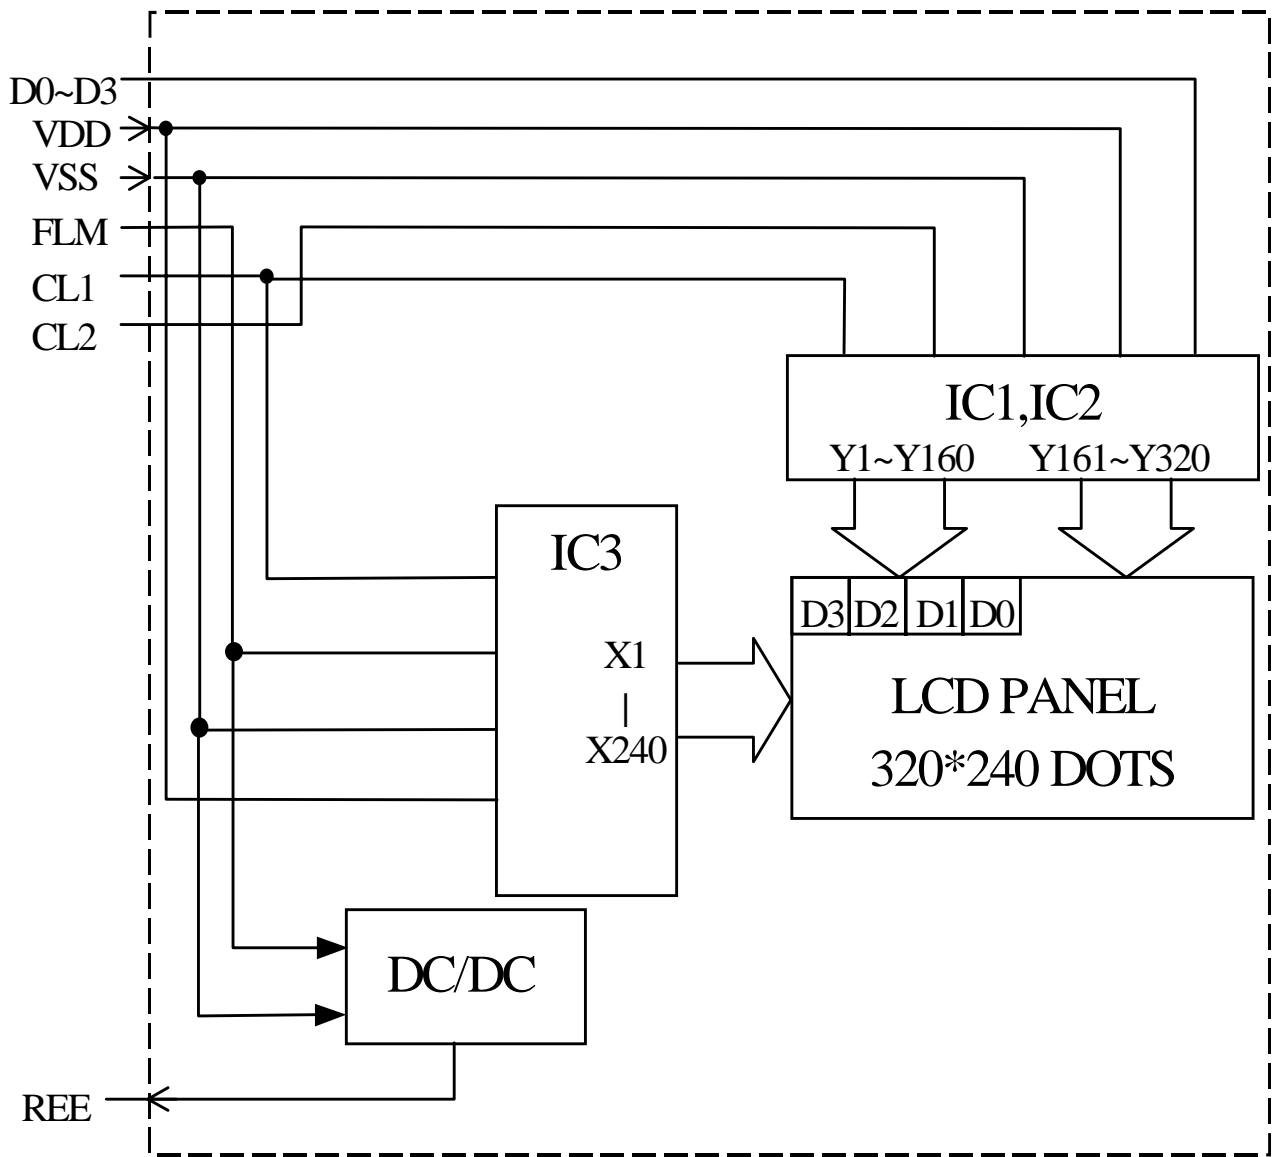 D0~D3
VDD
VSS
FLM
CL1
CL2
IC1,IC2
Y1~Y160 Y161~Y320
IC3
X1
|
X240
D3 D2 D1 D0
LCD PANEL
320*240 DOTS
DC/DC
REE